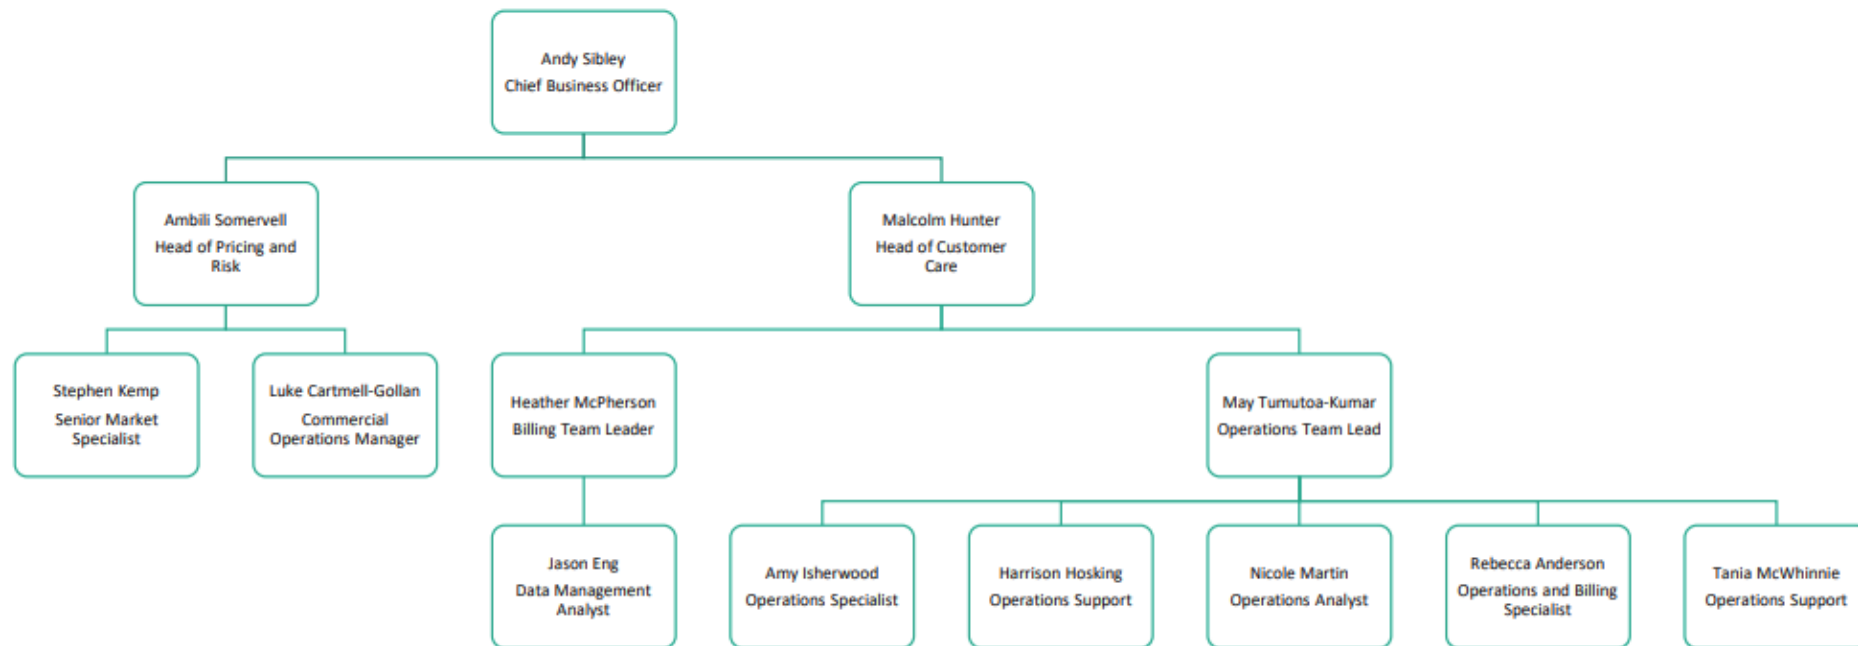 Andy Sibley
Chief Business Officer
Ambili Somervell
Head of Pricing and
Risk
Malcolm Hunter
Head of Customer
Care
Stephen Kemp
Senior Market
Specialist
Luke Cartmell-Gollan
Commercial
Operations Manager
Heather McPherson
Billing Team Leader
May Tumutoa-Kumar
Operations Team Lead
Jason Eng
Data Management
Analyst
Amy Isherwood
Operations Specialist
Harrison Hosking
Operations Support
Nicole Martin
Operations Analyst
Rebecca Anderson
Operations and Billing
Specialist
Tania McWhinnie
Operations Support